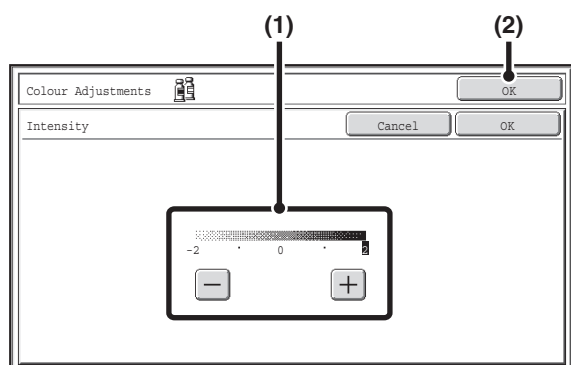 (1) (2)
Colour Adjustments OK
Intensity Cancel OK
-2 · 0 · 2
− +